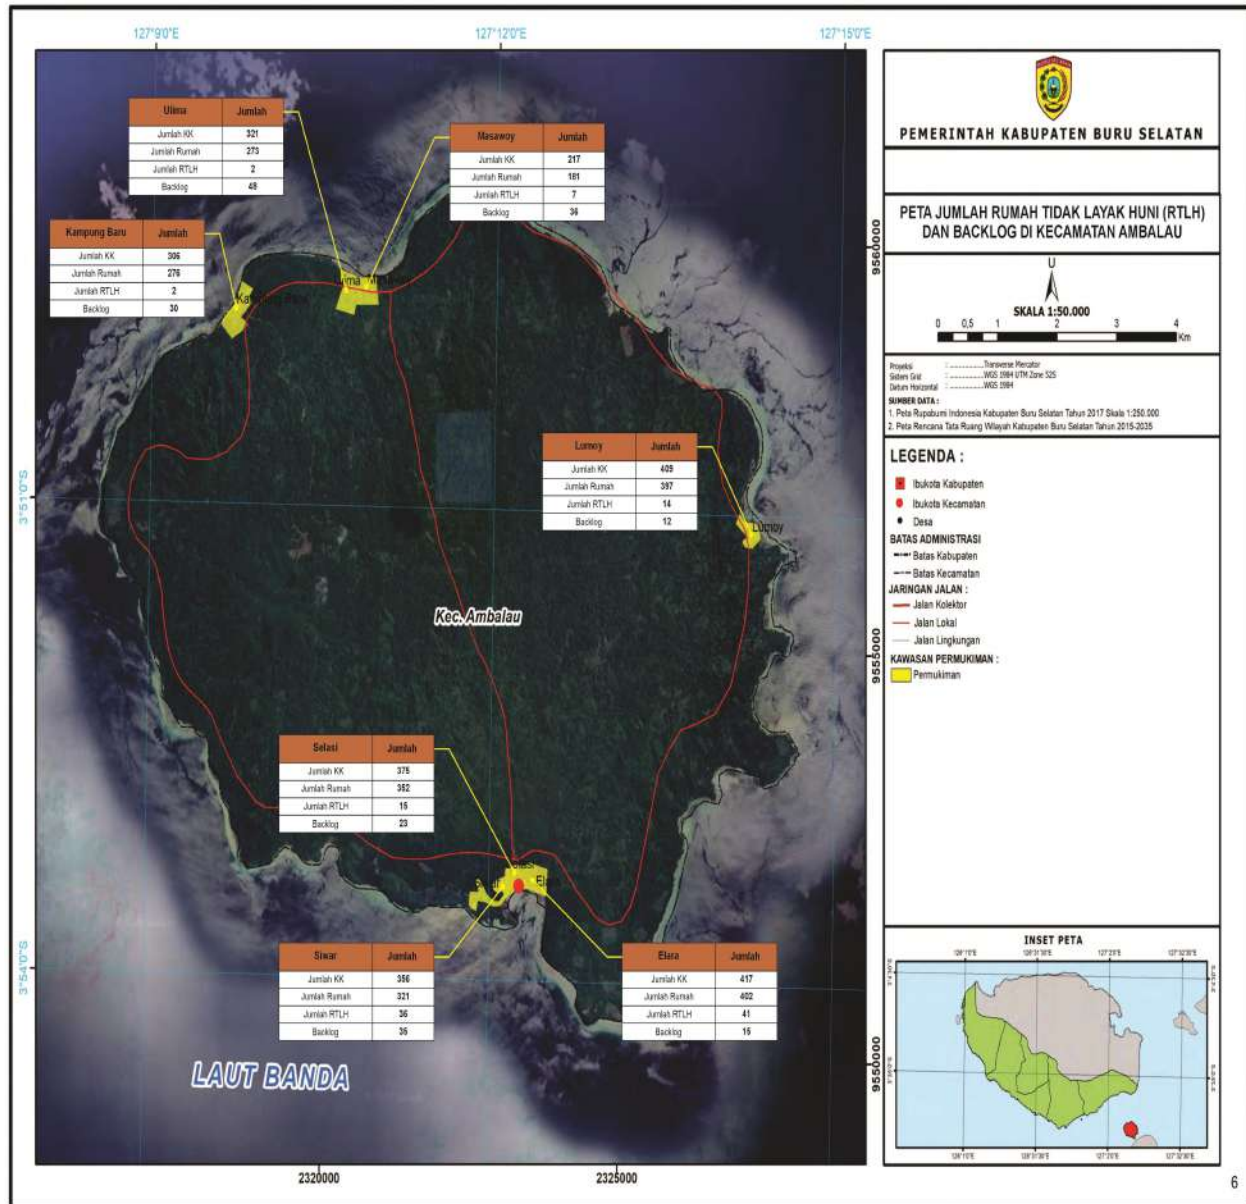 127°9'0"E
127°12'0"E
127°15'0"E
Ulima Jumlah
Jumlah KK 321
Jumlah Rumah 273
Jumlah RTLH 2
Backlog 48
Masawoy Jumlah
Jumlah KK 217
Jumlah Rumah 181
Jumlah RTLH 7
Backlog 36
Kampung Baru Jumlah
Jumlah KK 306
Jumlah Rumah 276
Jumlah RTLH 2
Backlog 30
Lumoy Jumlah
Jumlah KK 409
Jumlah Rumah 397
Jumlah RTLH 14
Backlog 12
Lumoy
3°51'0"S
Kec. Ambalau
Selasi Jumlah
Jumlah KK 375
Jumlah Rumah 352
Jumlah RTLH 15
Backlog 23
Siwar Jumlah
Jumlah KK 356
Jumlah Rumah 321
Jumlah RTLH 36
Backlog 35
Elara Jumlah
Jumlah KK 417
Jumlah Rumah 402
Jumlah RTLH 41
Backlog 15
3°54'0"S
LAUT BANDA
2320000
2325000
9560000
9555000
9550000
PEMERINTAH KABUPATEN BURU SELATAN
PETA JUMLAH RUMAH TIDAK LAYAK HUNI (RTLH)
DAN BACKLOG DI KECAMATAN AMBALAU
U
SKALA 1:50.000
0 0,5 1 2 3 4
Km
Proyeksi : ................Transverse Mercator
Sistem Grid : ................WGS 1984 UTM Zone 52S
Datum Horizontal : ................WGS 1984
SUMBER DATA :
1. Peta Rupabumi Indonesia Kabupaten Buru Selatan Tahun 2017 Skala 1:250.000
2. Peta Rencana Tata Ruang Wilayah Kabupaten Buru Selatan Tahun 2015-2035
LEGENDA :
Ibukota Kabupaten
Ibukota Kecamatan
Desa
BATAS ADMINISTRASI
Batas Kabupaten
Batas Kecamatan
JARINGAN JALAN :
Jalan Kolektor
Jalan Lokal
Jalan Lingkungan
KAWASAN PERMUKIMAN :
Permukiman
INSET PETA
6